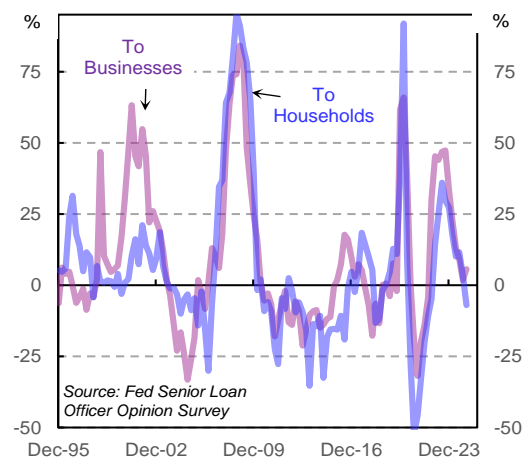 % %
To
Businesses
To
Households
75 75
50 50
25 25
0 0
-25 -25
Source: Fed Senior Loan
Officer Opinion Survey
-50 -50
Dec-95 Dec-02 Dec-09 Dec-16 Dec-23